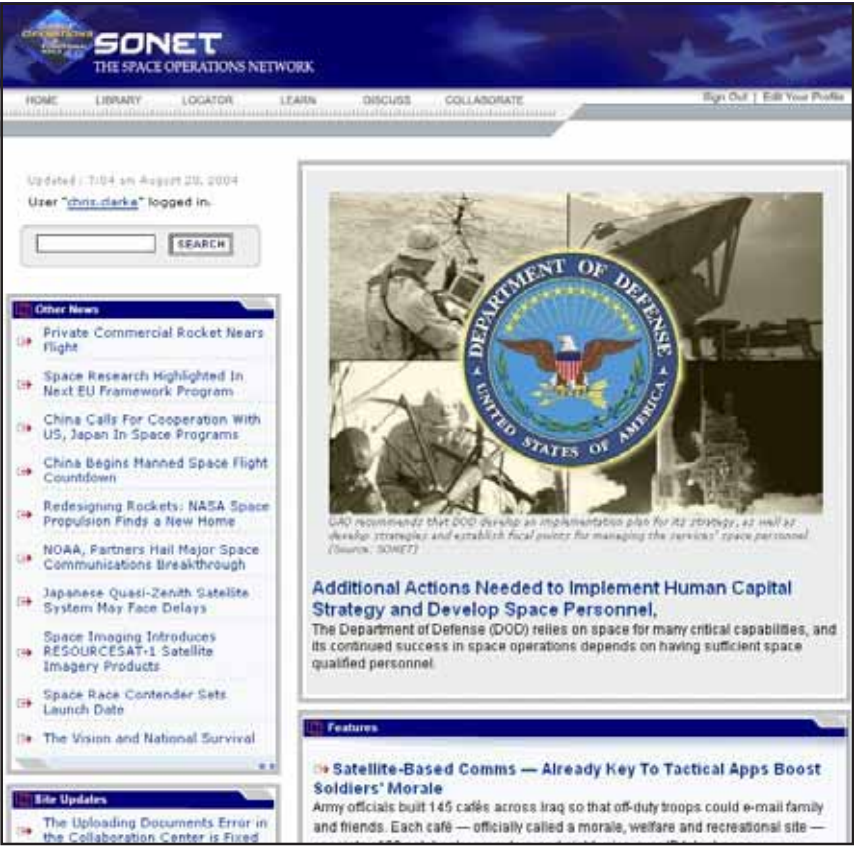 SONET
THE SPACE OPERATIONS NETWORK
HOME LIBRARY LOCATOR LEARN DISCUSS COLLABORATE
Sign Out | Edit Your Profile
Updated : 7:04 am August 20, 2004
User "chris.clarke" logged in.
SEARCH
Other News
Private Commercial Rocket Nears
Flight
Space Research Highlighted In
Next EU Framework Program
China Calls For Cooperation With
US, Japan In Space Programs
China Begins Manned Space Flight
Countdown
Redesigning Rockets: NASA Space
Propulsion Finds a New Home
NOAA, Partners Hail Major Space
Communications Breakthrough
Japanese Quasi-Zenith Satellite
System May Face Delays
Space Imaging Introduces
RESOURCESAT-1 Satellite
Imagery Products
Space Race Contender Sets
Launch Date
The Vision and National Survival
Site Updates
The Uploading Documents Error in
the Collaboration Center is Fixed
DEPARTMENT OF DEFENSE
UNITED STATES OF AMERICA
GAO recommends that DOD develop an implementation plan for its strategy, as well as
develop strategies and establish focal points for managing the services' space personnel
(Source: SONET)
Additional Actions Needed to Implement Human Capital
Strategy and Develop Space Personnel,
The Department of Defense (DOD) relies on space for many critical capabilities, and
its continued success in space operations depends on having sufficient space
qualified personnel.
Features
Satellite-Based Comms — Already Key To Tactical Apps Boost
Soldiers' Morale
Army officials built 145 cafés across Iraq so that off-duty troops could e-mail family
and friends. Each café — officially called a morale, welfare and recreational site —